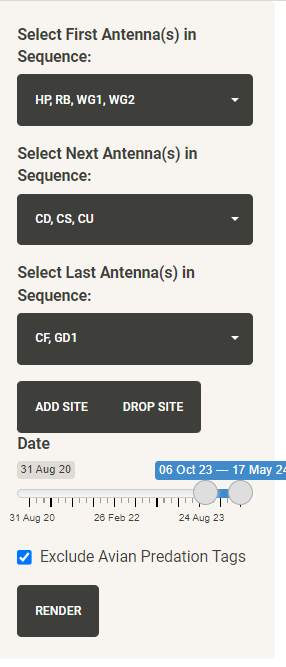 Select First Antenna(s) in
Sequence:
HP, RB, WG1, WG2
Select Next Antenna(s) in
Sequence:
CD, CS, CU
Select Last Antenna(s) in
Sequence:
CF, GD1
ADD SITE DROP SITE
Date
31 Aug 20 06 Oct 23 — 17 May 24
31 Aug 20 26 Feb 22 24 Aug 23
Exclude Avian Predation Tags
RENDER